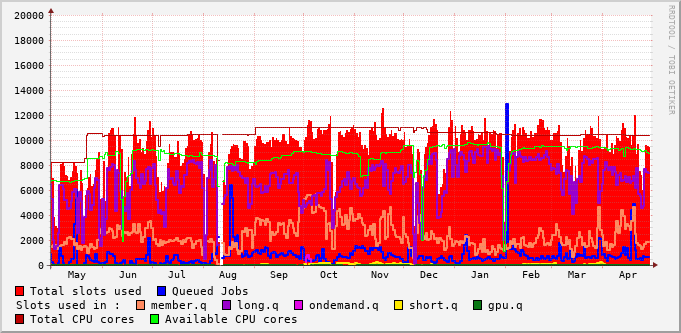 20000
18000
16000
14000
12000
10000
8000
6000
4000
2000
0
May Jun Jul Aug Sep Oct Nov Dec Jan Feb Mar Apr
Total slots used Queued Jobs
Slots used in : member.q long.q ondemand.q short.q gpu.q
Total CPU cores Available CPU cores
RRDTOOL / TOBI OETIKER